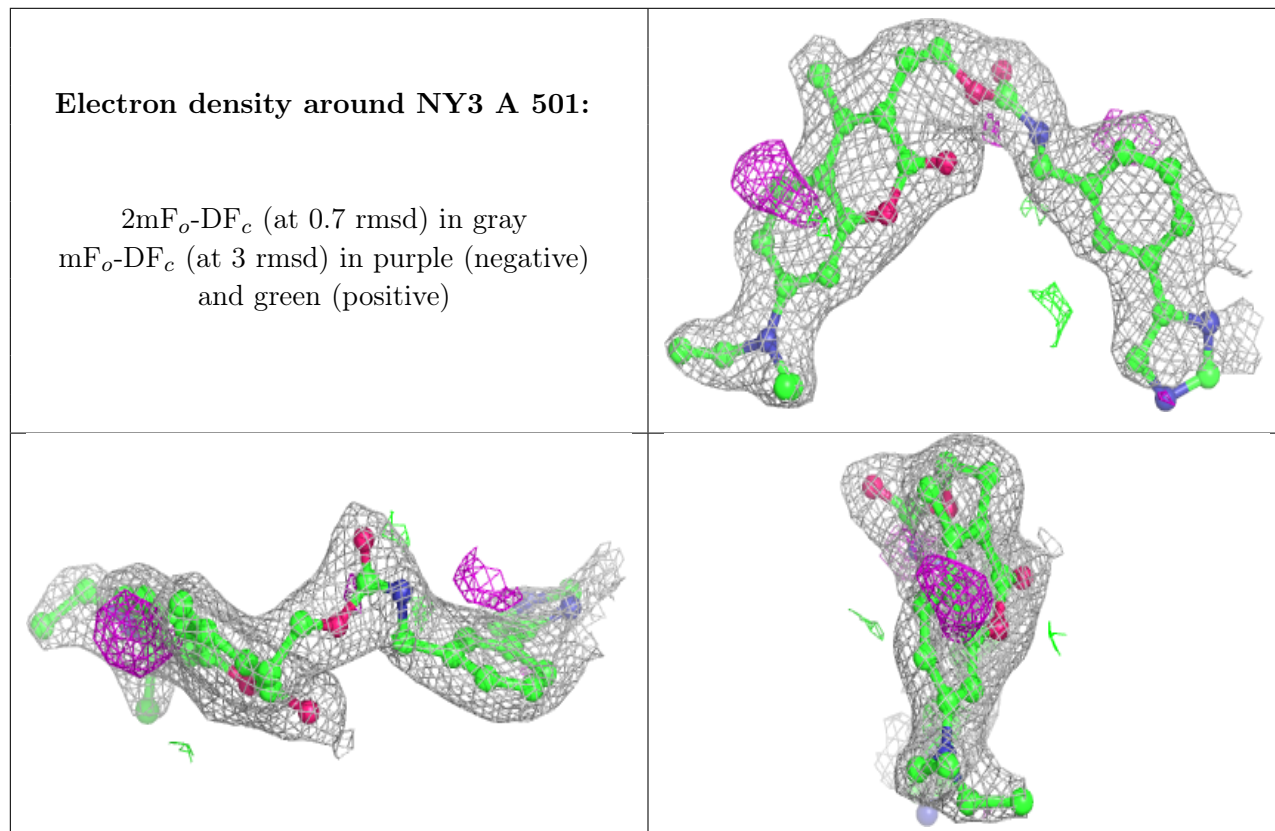 Electron density around NY3 A 501:
2mFo-DFc (at 0.7 rmsd) in gray
mFo-DFc (at 3 rmsd) in purple (negative)
and green (positive)